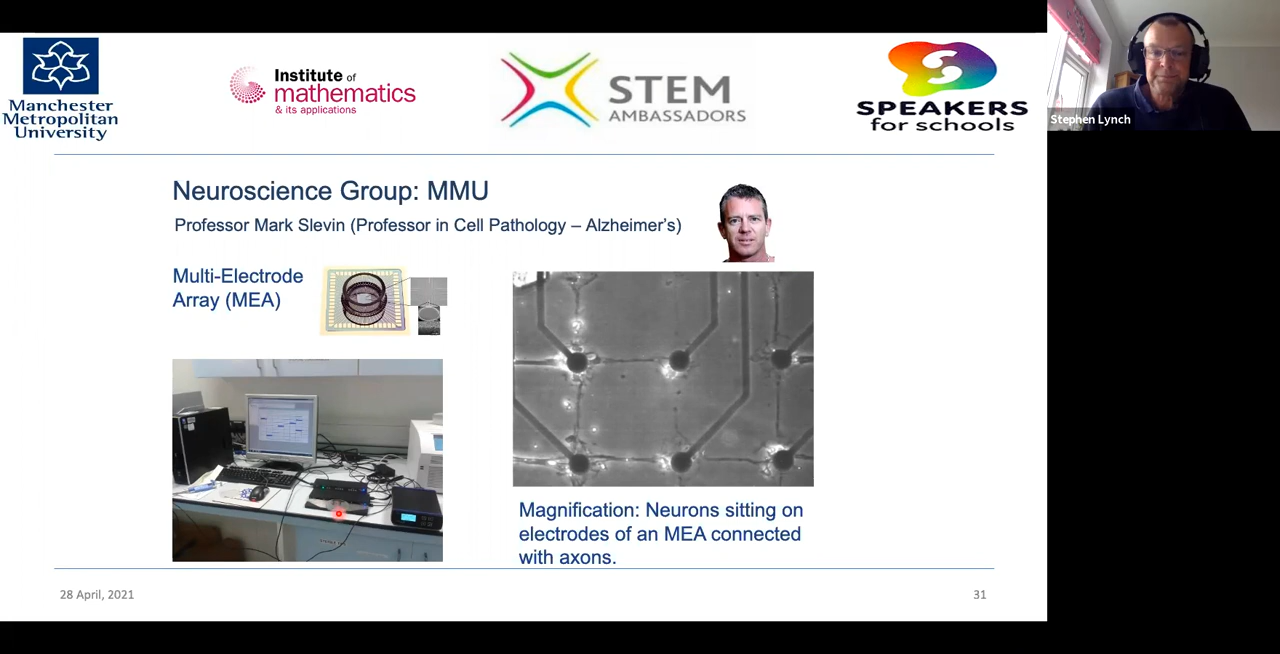 Manchester
Metropolitan
University
Institute of
mathematics
& its applications
STEM
AMBASSADORS
SPEAKERS
for schools
Stephen Lynch
Neuroscience Group: MMU
Professor Mark Slevin (Professor in Cell Pathology – Alzheimer's)
Multi-Electrode
Array (MEA)
Magnification: Neurons sitting on
electrodes of an MEA connected
with axons.
28 April, 2021
31